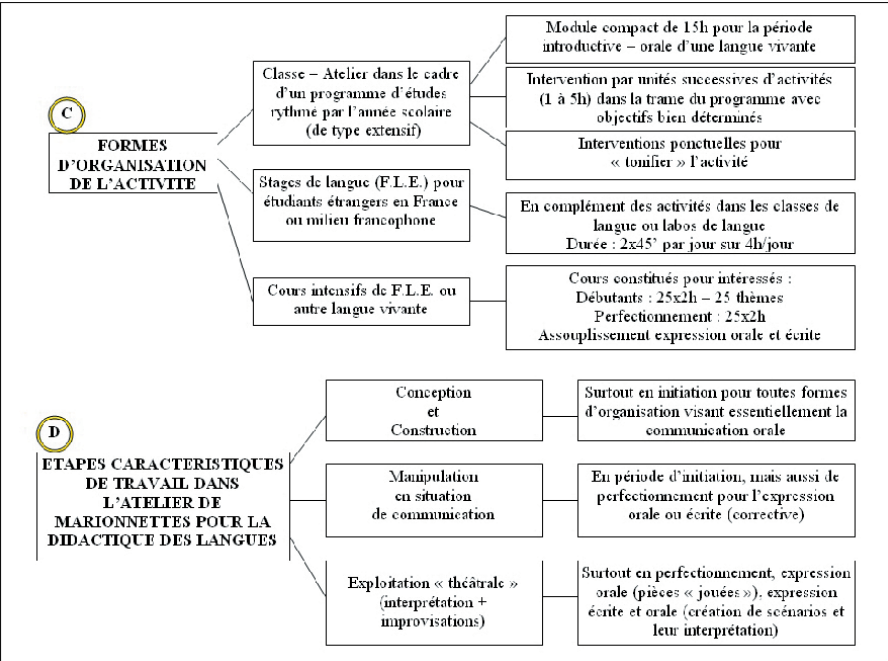 C
FORMES
D'ORGANISATION
DE L'ACTIVITE
Classe – Atelier dans le cadre
d'un programme d'études
rythmé par l'année scolaire
(de type extensif)
Module compact de 15h pour la période
introductive – orale d'une langue vivante
Intervention par unités successives d'activités
(1 à 5h) dans la trame du programme avec
objectifs bien déterminés
Interventions ponctuelles pour
« tonifier » l'activité
Stages de langue (F.L.E.) pour
étudiants étrangers en France
ou milieu francophone
En complément des activités dans les classes de
langue ou labos de langue
Durée : 2x45' par jour sur 4h/jour
Cours intensifs de F.L.E. ou
autre langue vivante
Cours constitués pour intéressés :
Débutants : 25x2h – 25 thèmes
Perfectionnement : 25x2h
Assouplissement expression orale et écrite
D
ETAPES CARACTERISTIQUES
DE TRAVAIL DANS
L'ATELIER DE
MARIONNETTES POUR LA
DIDACTIQUE DES LANGUES
Conception
et
Construction
Surtout en initiation pour toutes formes
d'organisation visant essentiellement la
communication orale
Manipulation
en situation
de communication
En période d'initiation, mais aussi de
perfectionnement pour l'expression
orale ou écrite (corrective)
Exploitation « théâtrale »
(interprétation +
improvisations)
Surtout en perfectionnement, expression
orale (pièces « jouées »), expression
écrite et orale (création de scénarios et
leur interprétation)